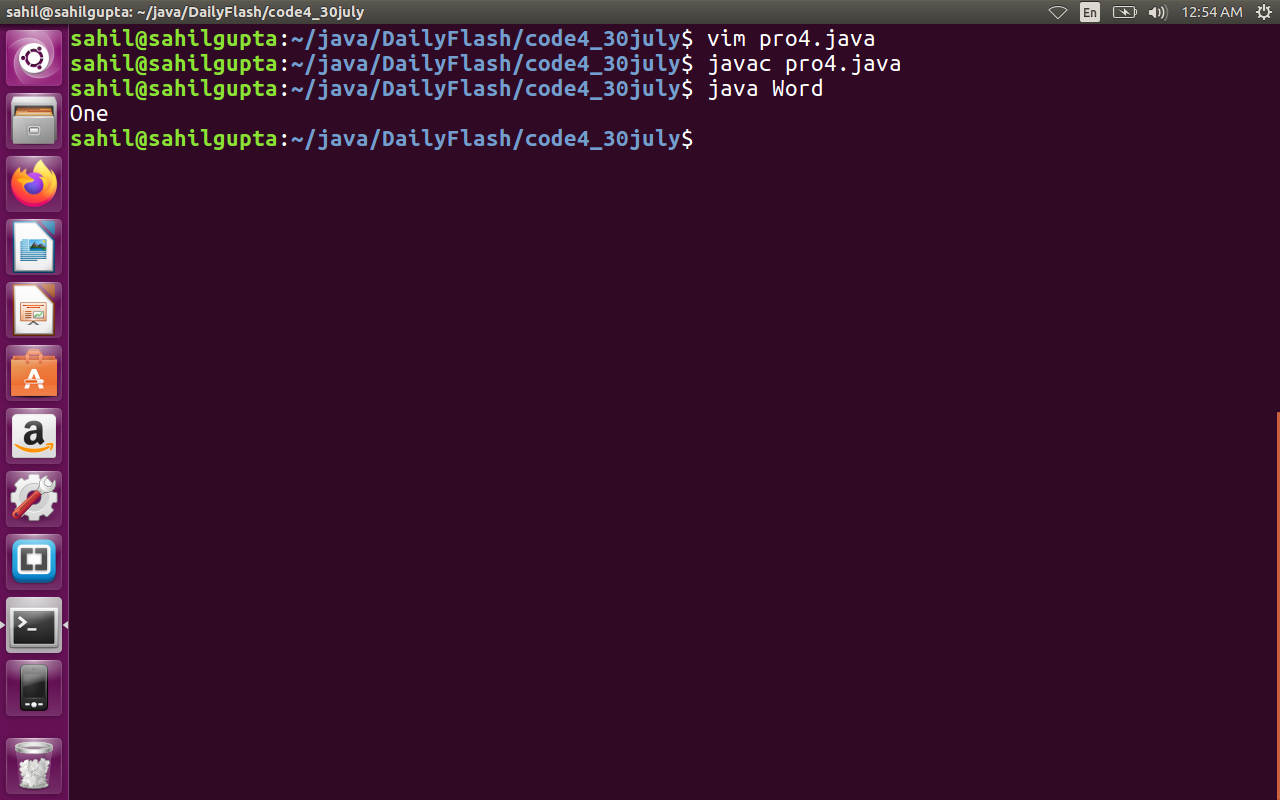 sahil@sahilgupta: ~/java/DailyFlash/code4_30july
En
12:54 AM
sahil@sahilgupta:~/java/DailyFlash/code4_30july$ vim pro4.java
sahil@sahilgupta:~/java/DailyFlash/code4_30july$ javac pro4.java
sahil@sahilgupta:~/java/DailyFlash/code4_30july$ java Word
One
sahil@sahilgupta:~/java/DailyFlash/code4_30july$